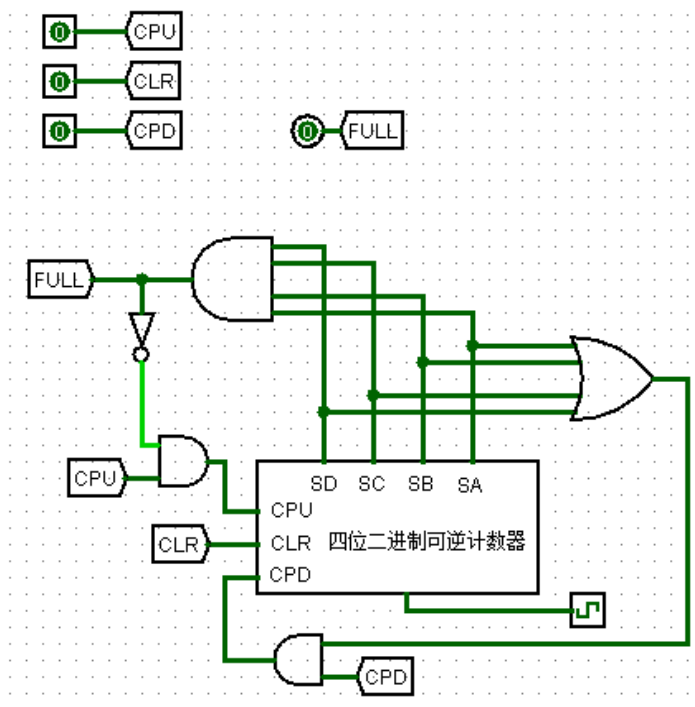 0 CPU
0 CLR
0 CPD
0 FULL
FULL
CPU
SD SC SB SA
CPU
CLR
CLR 四位二进制可逆计数器
CPD
CPD